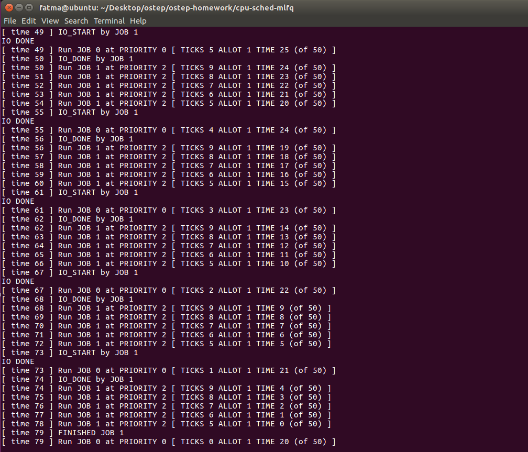 fatma@ubuntu: ~/Desktop/ostep/ostep-homework/cpu-sched-mlfq
File Edit View Search Terminal Help
[ time 49 ] IO_START by JOB 1
IO DONE
[ time 49 ] Run JOB 0 at PRIORITY 0 [ TICKS 5 ALLOT 1 TIME 25 (of 50) ]
[ time 50 ] IO_DONE by JOB 1
[ time 50 ] Run JOB 1 at PRIORITY 2 [ TICKS 9 ALLOT 1 TIME 24 (of 50) ]
[ time 51 ] Run JOB 1 at PRIORITY 2 [ TICKS 8 ALLOT 1 TIME 23 (of 50) ]
[ time 52 ] Run JOB 1 at PRIORITY 2 [ TICKS 7 ALLOT 1 TIME 22 (of 50) ]
[ time 53 ] Run JOB 1 at PRIORITY 2 [ TICKS 6 ALLOT 1 TIME 21 (of 50) ]
[ time 54 ] Run JOB 1 at PRIORITY 2 [ TICKS 5 ALLOT 1 TIME 20 (of 50) ]
[ time 55 ] IO_START by JOB 1
IO DONE
[ time 55 ] Run JOB 0 at PRIORITY 0 [ TICKS 4 ALLOT 1 TIME 24 (of 50) ]
[ time 56 ] IO_DONE by JOB 1
[ time 56 ] Run JOB 1 at PRIORITY 2 [ TICKS 9 ALLOT 1 TIME 19 (of 50) ]
[ time 57 ] Run JOB 1 at PRIORITY 2 [ TICKS 8 ALLOT 1 TIME 18 (of 50) ]
[ time 58 ] Run JOB 1 at PRIORITY 2 [ TICKS 7 ALLOT 1 TIME 17 (of 50) ]
[ time 59 ] Run JOB 1 at PRIORITY 2 [ TICKS 6 ALLOT 1 TIME 16 (of 50) ]
[ time 60 ] Run JOB 1 at PRIORITY 2 [ TICKS 5 ALLOT 1 TIME 15 (of 50) ]
[ time 61 ] IO_START by JOB 1
IO DONE
[ time 61 ] Run JOB 0 at PRIORITY 0 [ TICKS 3 ALLOT 1 TIME 23 (of 50) ]
[ time 62 ] IO_DONE by JOB 1
[ time 62 ] Run JOB 1 at PRIORITY 2 [ TICKS 9 ALLOT 1 TIME 14 (of 50) ]
[ time 63 ] Run JOB 1 at PRIORITY 2 [ TICKS 8 ALLOT 1 TIME 13 (of 50) ]
[ time 64 ] Run JOB 1 at PRIORITY 2 [ TICKS 7 ALLOT 1 TIME 12 (of 50) ]
[ time 65 ] Run JOB 1 at PRIORITY 2 [ TICKS 6 ALLOT 1 TIME 11 (of 50) ]
[ time 66 ] Run JOB 1 at PRIORITY 2 [ TICKS 5 ALLOT 1 TIME 10 (of 50) ]
[ time 67 ] IO_START by JOB 1
IO DONE
[ time 67 ] Run JOB 0 at PRIORITY 0 [ TICKS 2 ALLOT 1 TIME 22 (of 50) ]
[ time 68 ] IO_DONE by JOB 1
[ time 68 ] Run JOB 1 at PRIORITY 2 [ TICKS 9 ALLOT 1 TIME 9 (of 50) ]
[ time 69 ] Run JOB 1 at PRIORITY 2 [ TICKS 8 ALLOT 1 TIME 8 (of 50) ]
[ time 70 ] Run JOB 1 at PRIORITY 2 [ TICKS 7 ALLOT 1 TIME 7 (of 50) ]
[ time 71 ] Run JOB 1 at PRIORITY 2 [ TICKS 6 ALLOT 1 TIME 6 (of 50) ]
[ time 72 ] Run JOB 1 at PRIORITY 2 [ TICKS 5 ALLOT 1 TIME 5 (of 50) ]
[ time 73 ] IO_START by JOB 1
IO DONE
[ time 73 ] Run JOB 0 at PRIORITY 0 [ TICKS 1 ALLOT 1 TIME 21 (of 50) ]
[ time 74 ] IO_DONE by JOB 1
[ time 74 ] Run JOB 1 at PRIORITY 2 [ TICKS 9 ALLOT 1 TIME 4 (of 50) ]
[ time 75 ] Run JOB 1 at PRIORITY 2 [ TICKS 8 ALLOT 1 TIME 3 (of 50) ]
[ time 76 ] Run JOB 1 at PRIORITY 2 [ TICKS 7 ALLOT 1 TIME 2 (of 50) ]
[ time 77 ] Run JOB 1 at PRIORITY 2 [ TICKS 6 ALLOT 1 TIME 1 (of 50) ]
[ time 78 ] Run JOB 1 at PRIORITY 2 [ TICKS 5 ALLOT 1 TIME 0 (of 50) ]
[ time 79 ] FINISHED JOB 1
[ time 79 ] Run JOB 0 at PRIORITY 0 [ TICKS 0 ALLOT 1 TIME 20 (of 50) ]